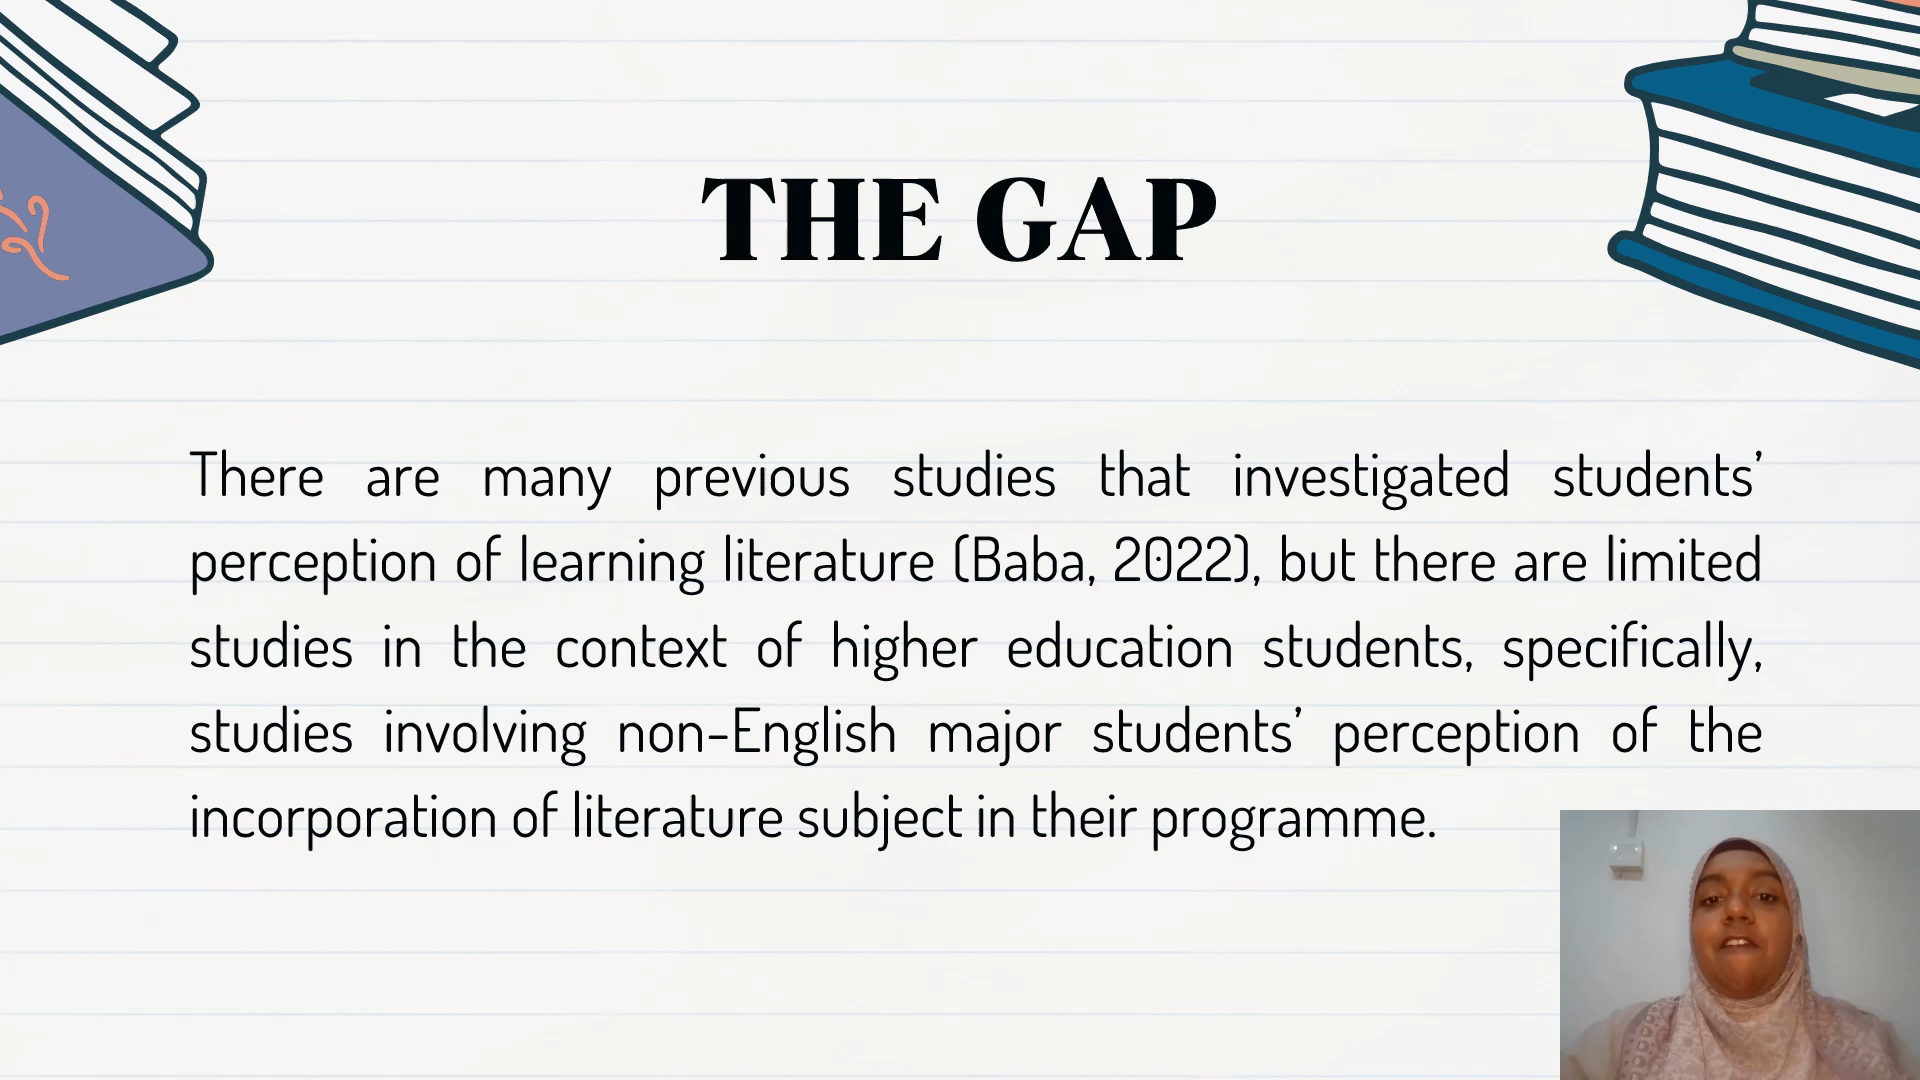 THE GAP
There are many previous studies that investigated students’
perception of learning literature (Baba, 2022), but there are limited
studies in the context of higher education students, specifically,
studies involving non-English major students’ perception of the
incorporation of literature subject in their programme.